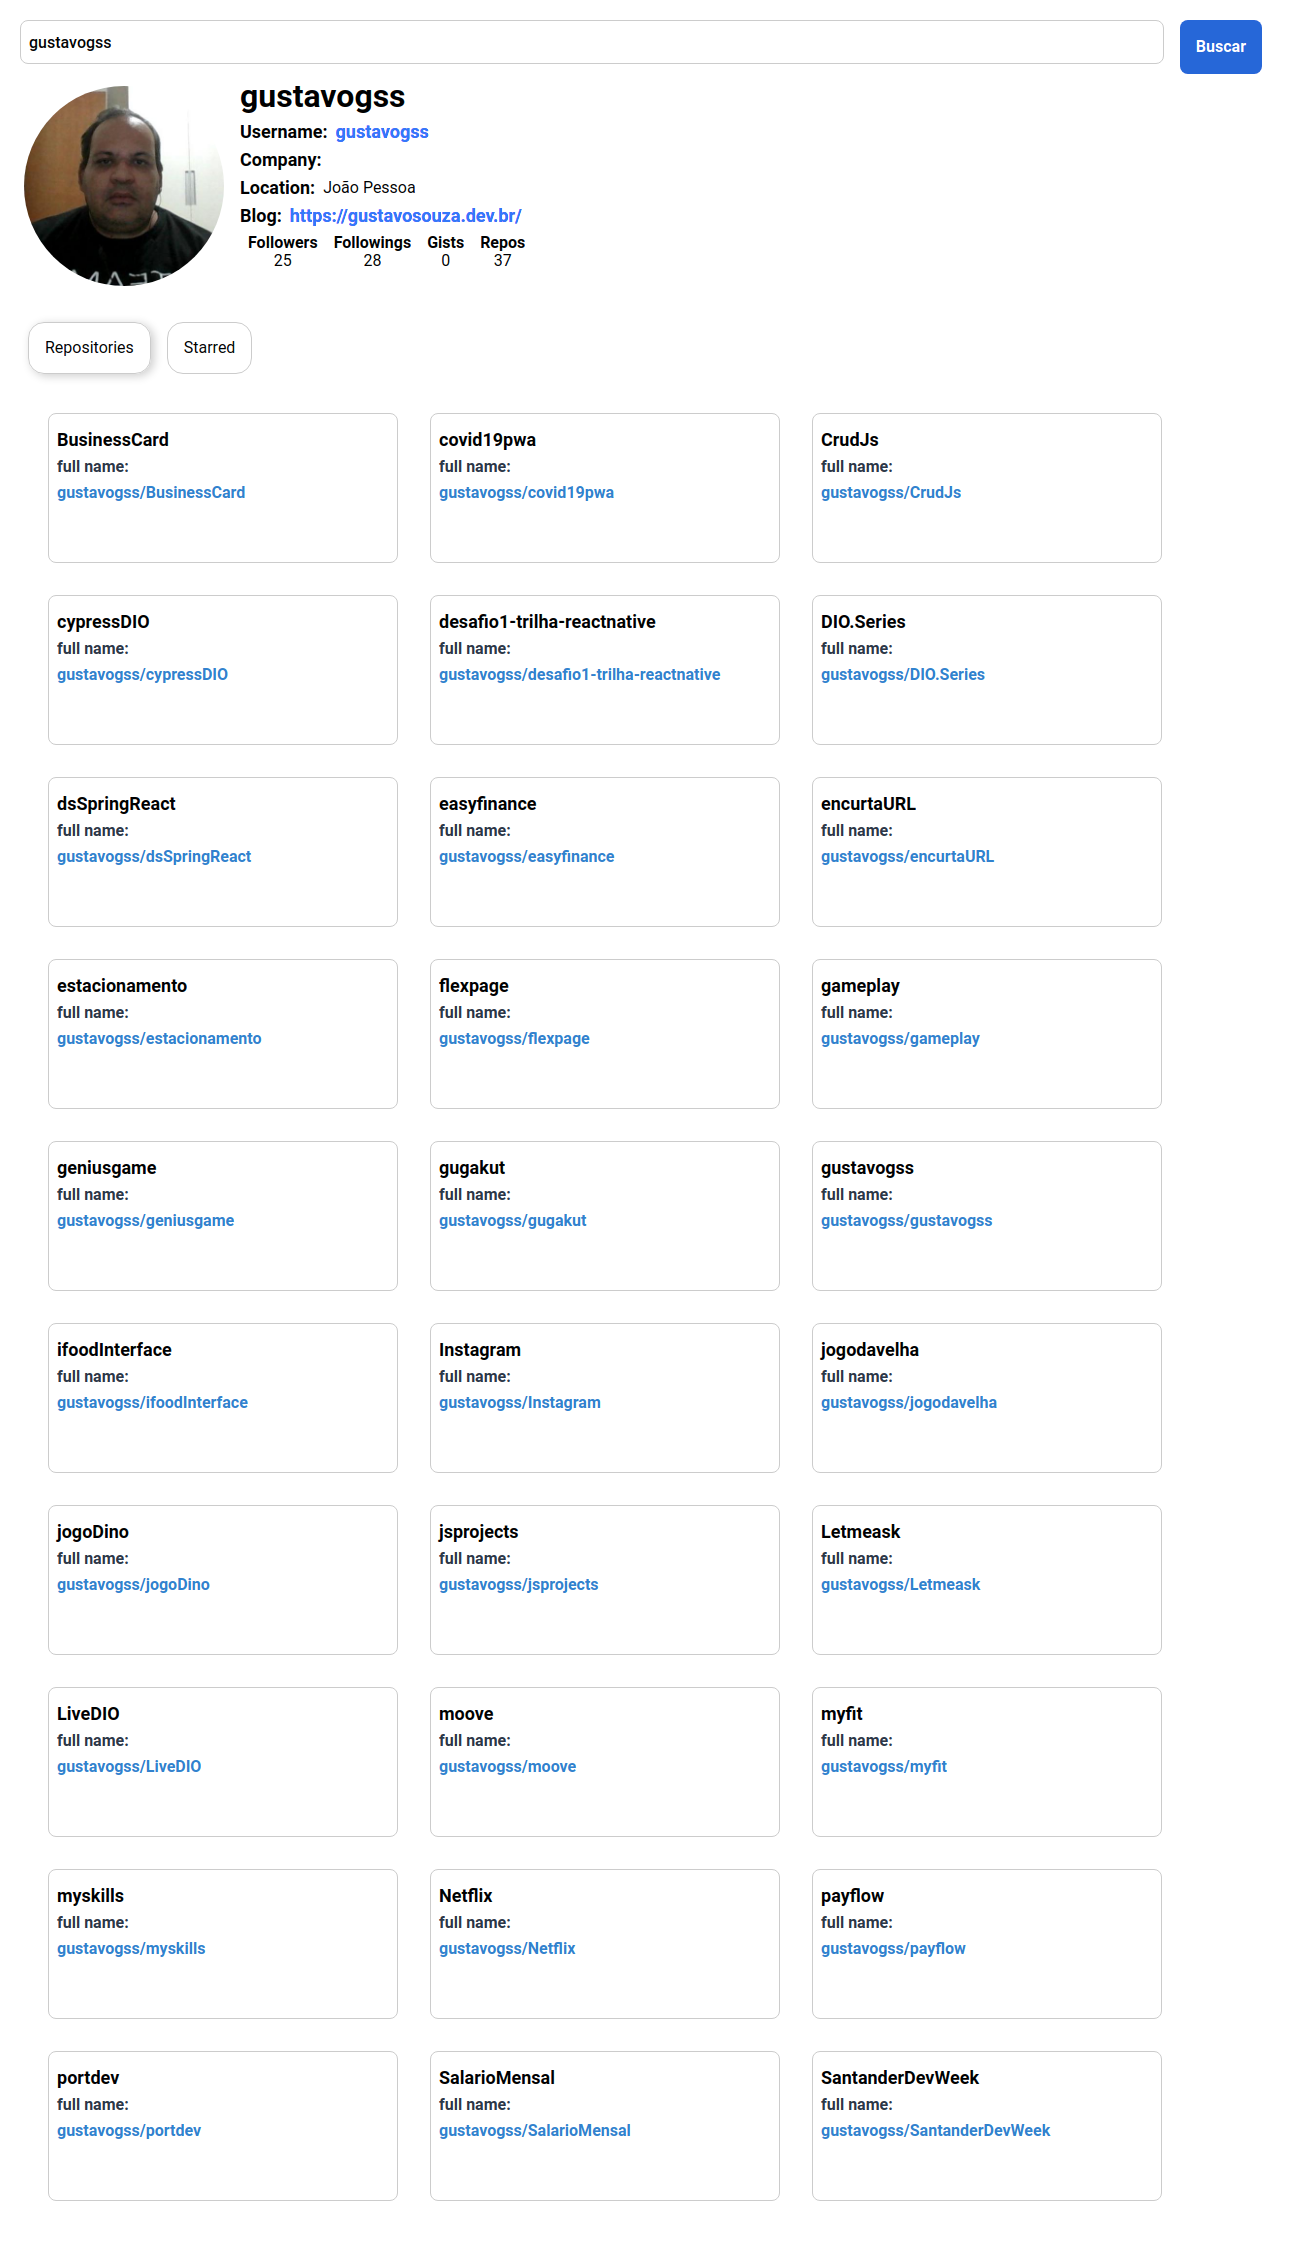 gustavogss
Buscar
gustavogss
Username: gustavogss
Company:
Location: João Pessoa
Blog: https://gustavosouza.dev.br/
Followers Followings Gists Repos
25 28 0 37
Repositories Starred
BusinessCard covid19pwa CrudJs
full name: full name: full name:
gustavogss/BusinessCard gustavogss/covid19pwa gustavogss/CrudJs
cypressDIO desafio1-trilha-reactnative DIO.Series
full name: full name: full name:
gustavogss/cypressDIO gustavogss/desafio1-trilha-reactnative gustavogss/DIO.Series
dsSpringReact easyfinance encurtaURL
full name: full name: full name:
gustavogss/dsSpringReact gustavogss/easyfinance gustavogss/encurtaURL
estacionamento flexpage gameplay
full name: full name: full name:
gustavogss/estacionamento gustavogss/flexpage gustavogss/gameplay
geniusgame gugakut gustavogss
full name: full name: full name:
gustavogss/geniusgame gustavogss/gugakut gustavogss/gustavogss
ifoodInterface Instagram jogodavelha
full name: full name: full name:
gustavogss/ifoodInterface gustavogss/Instagram gustavogss/jogodavelha
jogoDino jsprojects Letmeask
full name: full name: full name:
gustavogss/jogoDino gustavogss/jsprojects gustavogss/Letmeask
LiveDIO moove myfit
full name: full name: full name:
gustavogss/LiveDIO gustavogss/moove gustavogss/myfit
myskills Netflix payflow
full name: full name: full name:
gustavogss/myskills gustavogss/Netflix gustavogss/payflow
portdev SalarioMensal SantanderDevWeek
full name: full name: full name:
gustavogss/portdev gustavogss/SalarioMensal gustavogss/SantanderDevWeek